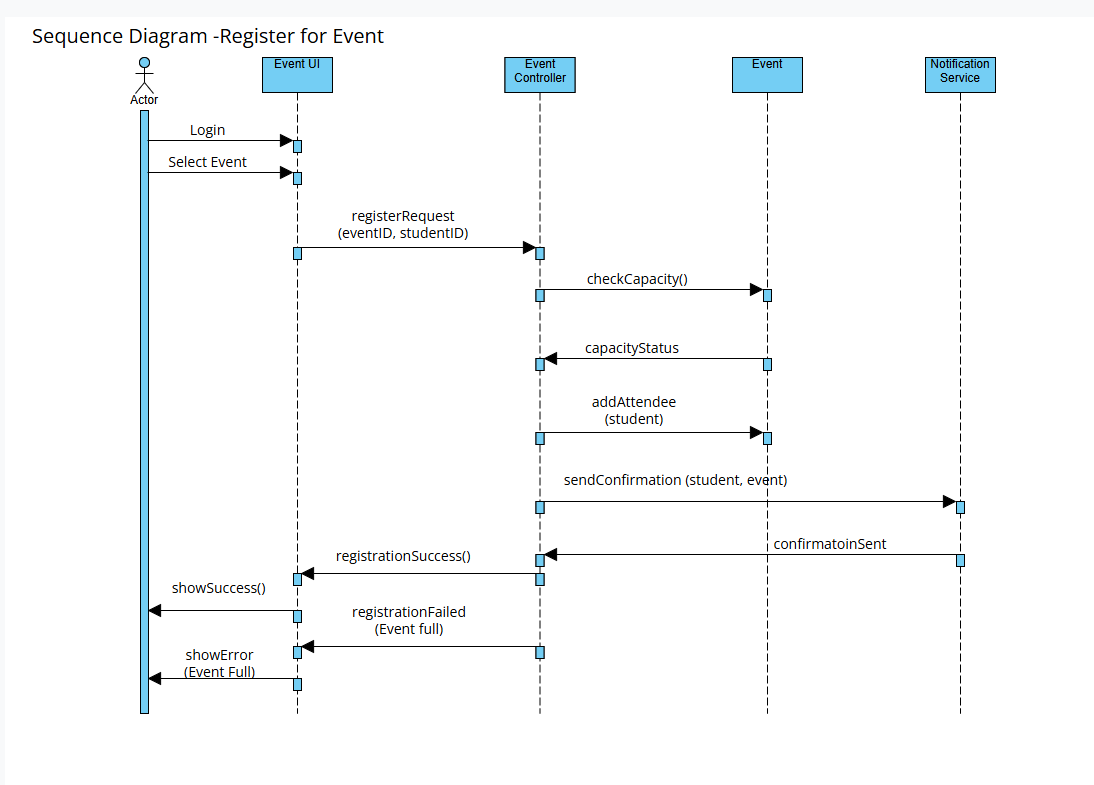 Sequence Diagram -Register for Event
Actor
Event UI
Event
Controller
Event
Notification
Service
Login
Select Event
registerRequest
(eventID, studentID)
checkCapacity()
capacityStatus
addAttendee
(student)
sendConfirmation (student, event)
confirmatoinSent
registrationSuccess()
showSuccess()
registrationFailed
(Event full)
showError
(Event Full)